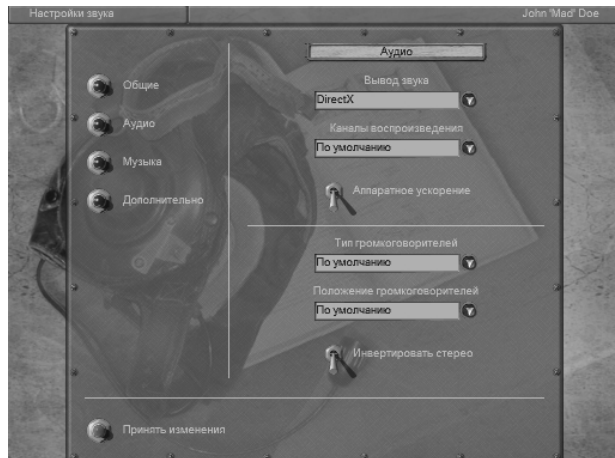 Настройки звука
John "Mad" Doe
Общие
Аудио
Музыка
Дополнительно
Аудио
Вывод звука
DirectX
Каналы воспроизведения
По умолчанию
Аппаратное ускорение
Тип громкоговорителей
По умолчанию
Положение громкоговорителей
По умолчанию
Инвертировать стерео
Принять изменения